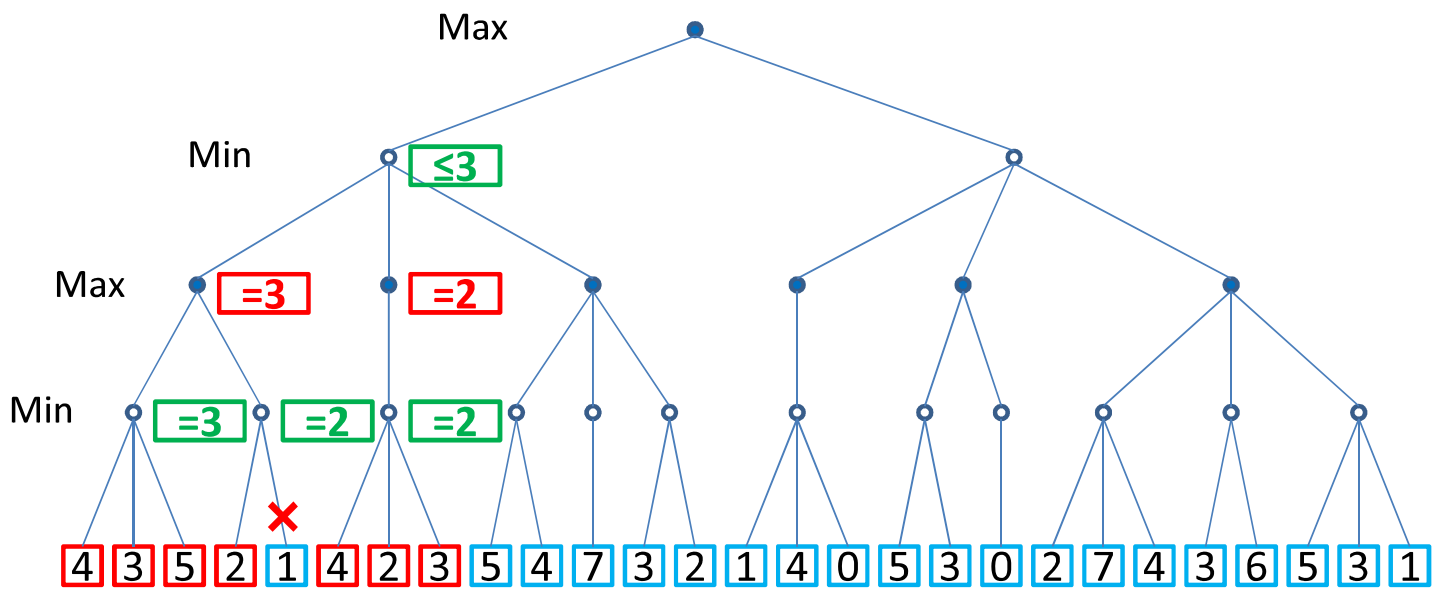 Max
Min ≤3
Max =3 =2
Min =3 =2 =2
4 3 5 2 1 4 2 3 5 4 7 3 2 1 4 0 5 3 0 2 7 4 3 6 5 3 1